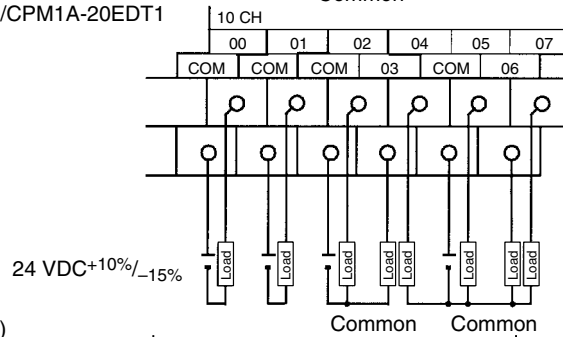 Common
/CPM1A-20EDT1
10 CH
00 01 02 04 05 07
COM COM COM 03 COM 06
Load Load Load Load Load Load Load Load
24 VDC+10%/–15%
Common Common
)